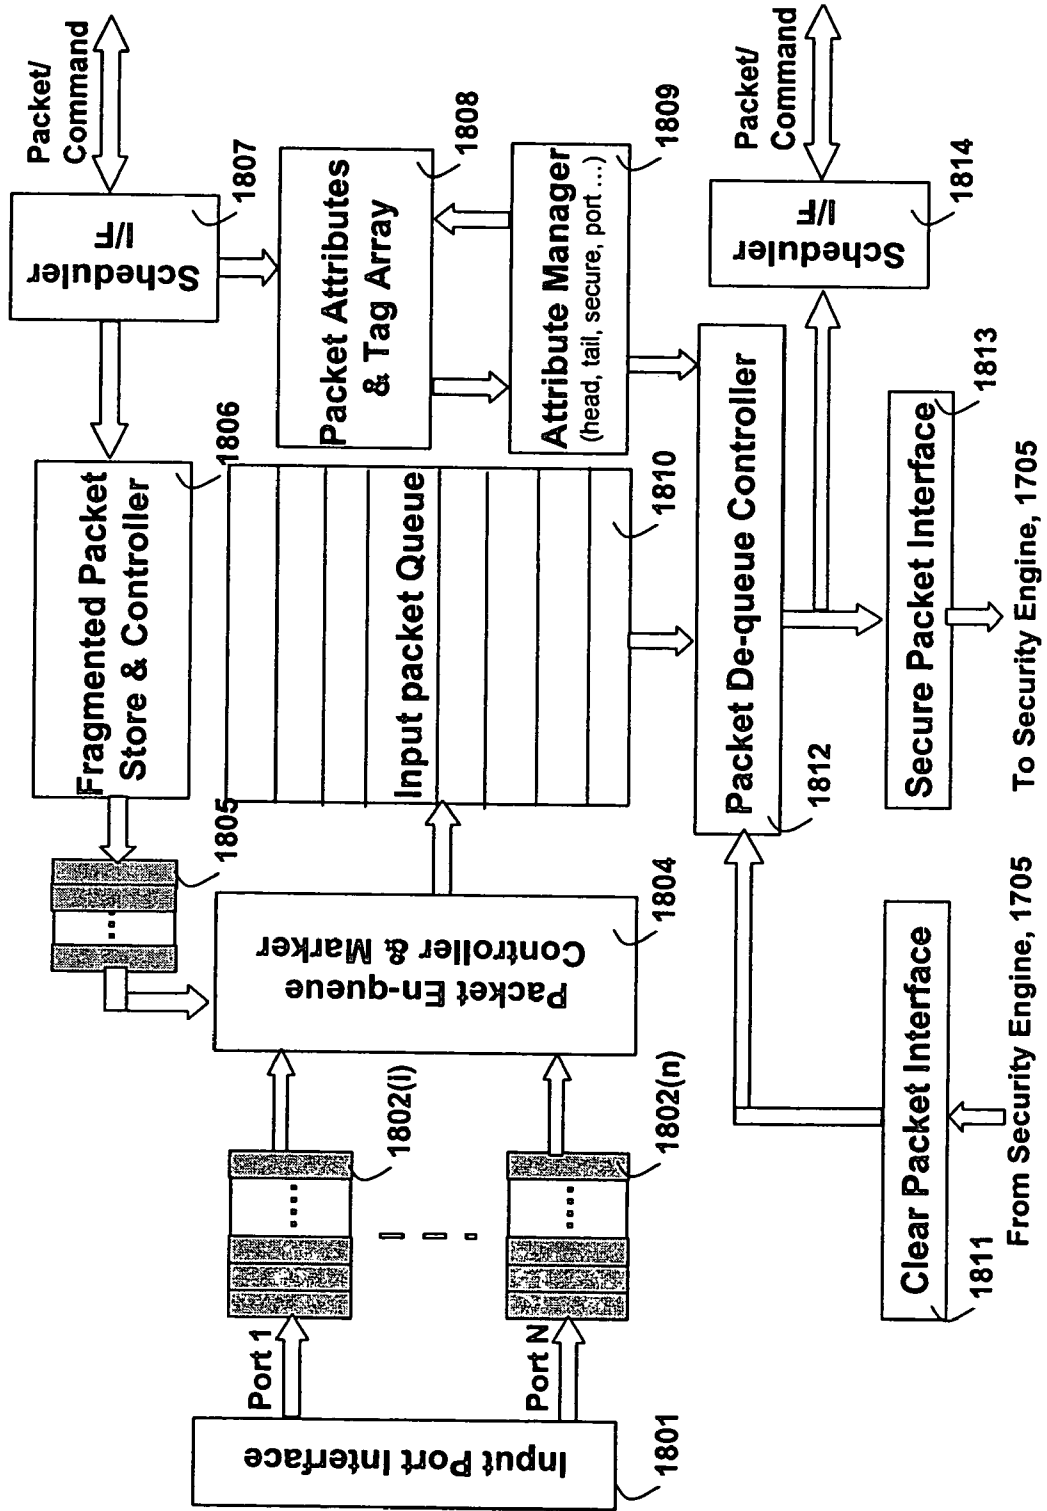 Packet/
Command
Scheduler
I/F
1807
Fragmented Packet
Store & Controller
1806
1805
Packet Attributes
& Tag Array
1808
Attribute Manager
(head, tail, secure, port ...)
1809
Input packet Queue
1810
Packet En-queue
Controller & Marker
1804
Port 1
1802(i)
Port N
1802(n)
Input Port Interface
1801
Packet De-queue Controller
1812
Packet/
Command
Scheduler
I/F
1814
Clear Packet Interface
1811
From Security Engine, 1705
Secure Packet Interface
1813
To Security Engine, 1705